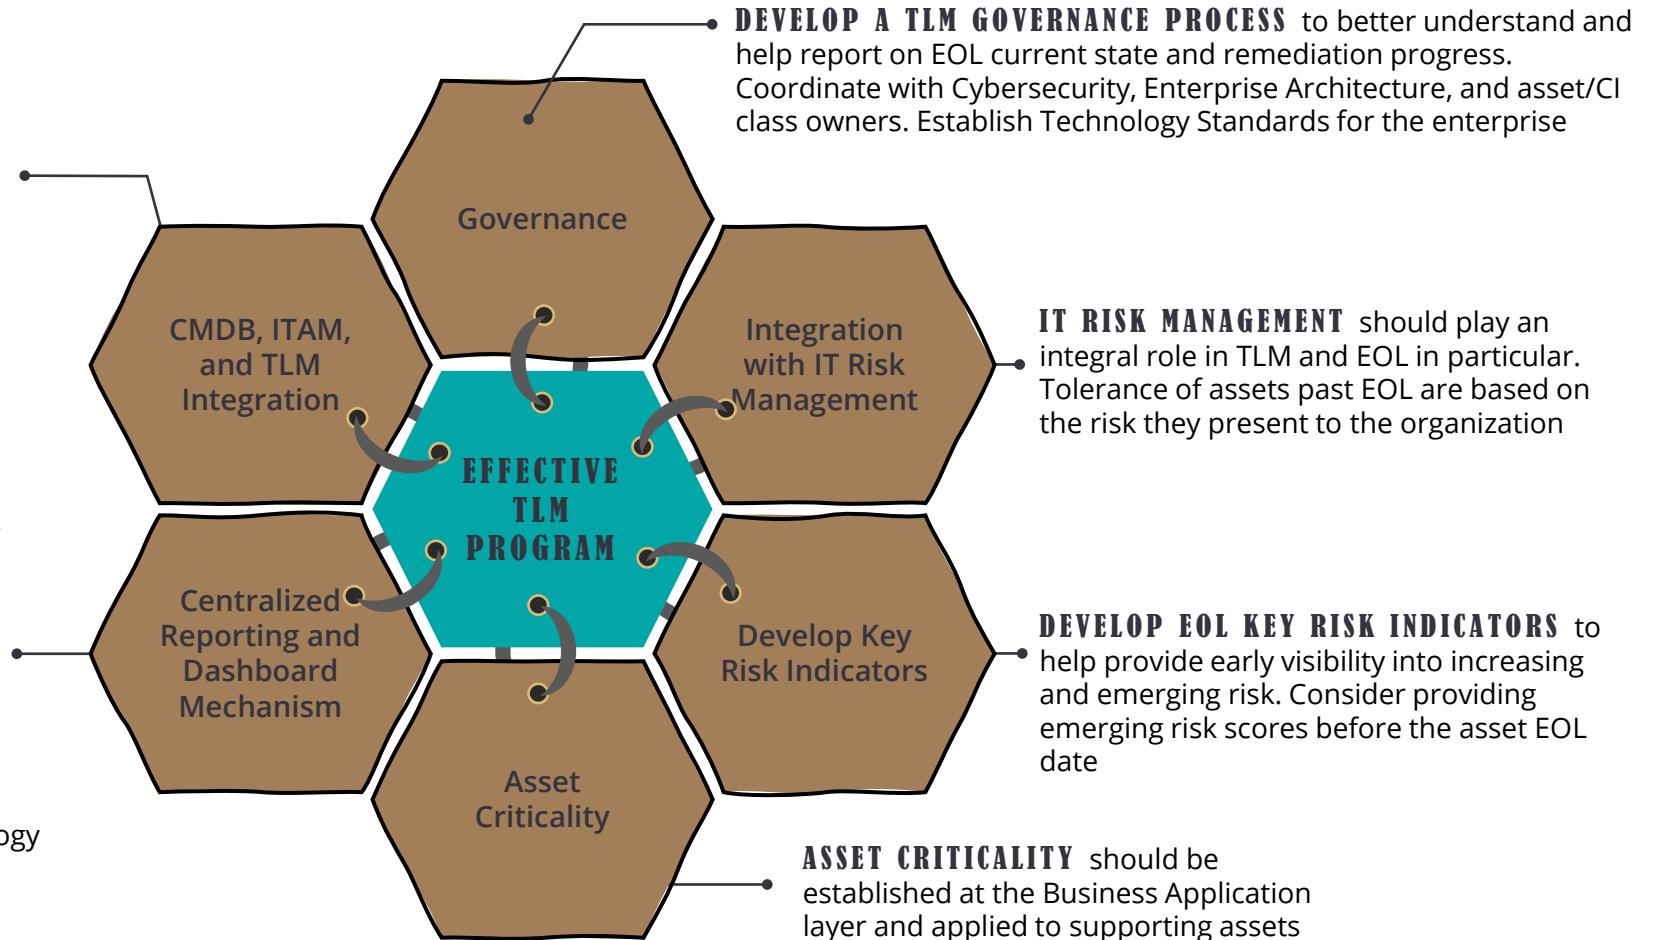 DEVELOP A TLM GOVERNANCE PROCESS to better understand and
help report on EOL current state and remediation progress.
Coordinate with Cybersecurity, Enterprise Architecture, and asset/CI
class owners. Establish Technology Standards for the enterprise
Governance
CMDB, ITAM,
and TLM
Integration
Integration
with IT Risk
Management
IT RISK MANAGEMENT should play an
integral role in TLM and EOL in particular.
Tolerance of assets past EOL are based on
the risk they present to the organization
EFFECTIVE
TLM
PROGRAM
Centralized
Reporting and
Dashboard
Mechanism
Develop Key
Risk Indicators
DEVELOP EOL KEY RISK INDICATORS to
help provide early visibility into increasing
and emerging risk. Consider providing
emerging risk scores before the asset EOL
date
Asset
Criticality
ogy
ASSET CRITICALITY should be
established at the Business Application
layer and applied to supporting assets